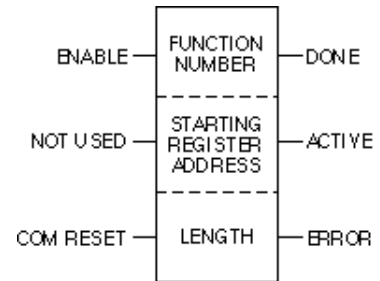 ENABLE
FUNCTION
NUMBER
DONE
NOT USED
STARTING
REGISTER
ADDRESS
ACTIVE
COM RESET
LENGTH
ERROR